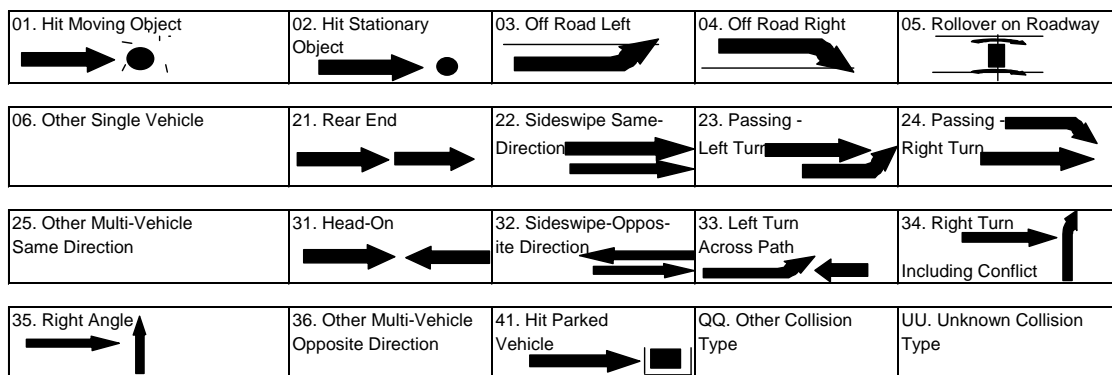 01. Hit Moving Object
02. Hit Stationary
Object
03. Off Road Left
04. Off Road Right
05. Rollover on Roadway
06. Other Single Vehicle
21. Rear End
22. Sideswipe Same-
Direction
23. Passing -
Left Turn
24. Passing -
Right Turn
25. Other Multi-Vehicle
Same Direction
31. Head-On
32. Sideswipe-Oppos-
ite Direction
33. Left Turn
Across Path
34. Right Turn
Including Conflict
35. Right Angle
36. Other Multi-Vehicle
Opposite Direction
41. Hit Parked
Vehicle
QQ. Other Collision
Type
UU. Unknown Collision
Type